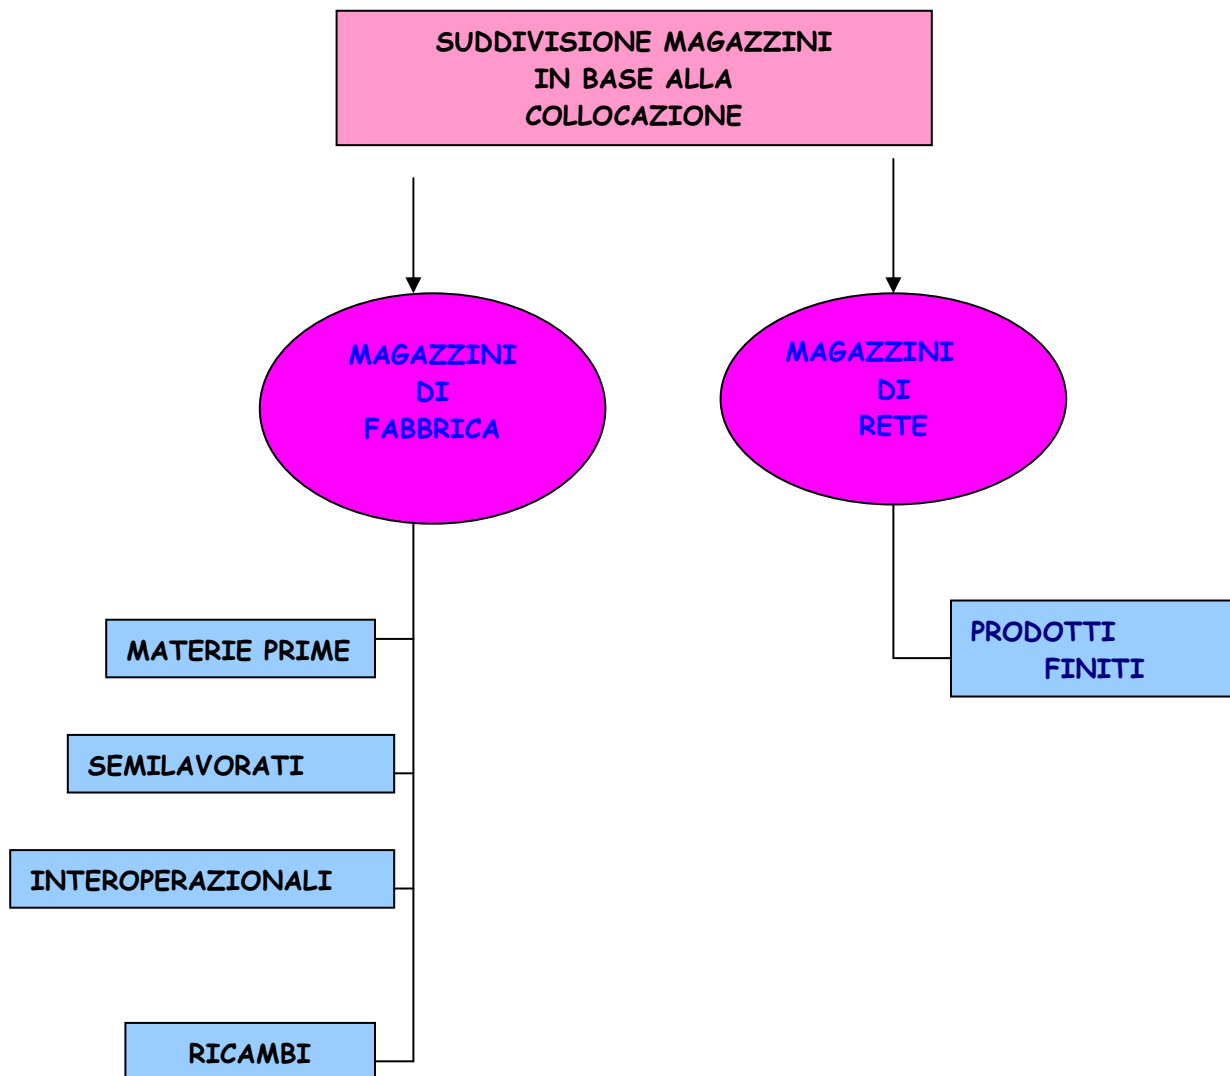 SUDDIVISIONE MAGAZZINI
IN BASE ALLA
COLLOCAZIONE
MAGAZZINI
DI
FABBRICA
MAGAZZINI
DI
RETE
MATERIE PRIME
SEMILAVORATI
INTEROPERAZIONALI
RICAMBI
PRODOTTI
FINITI